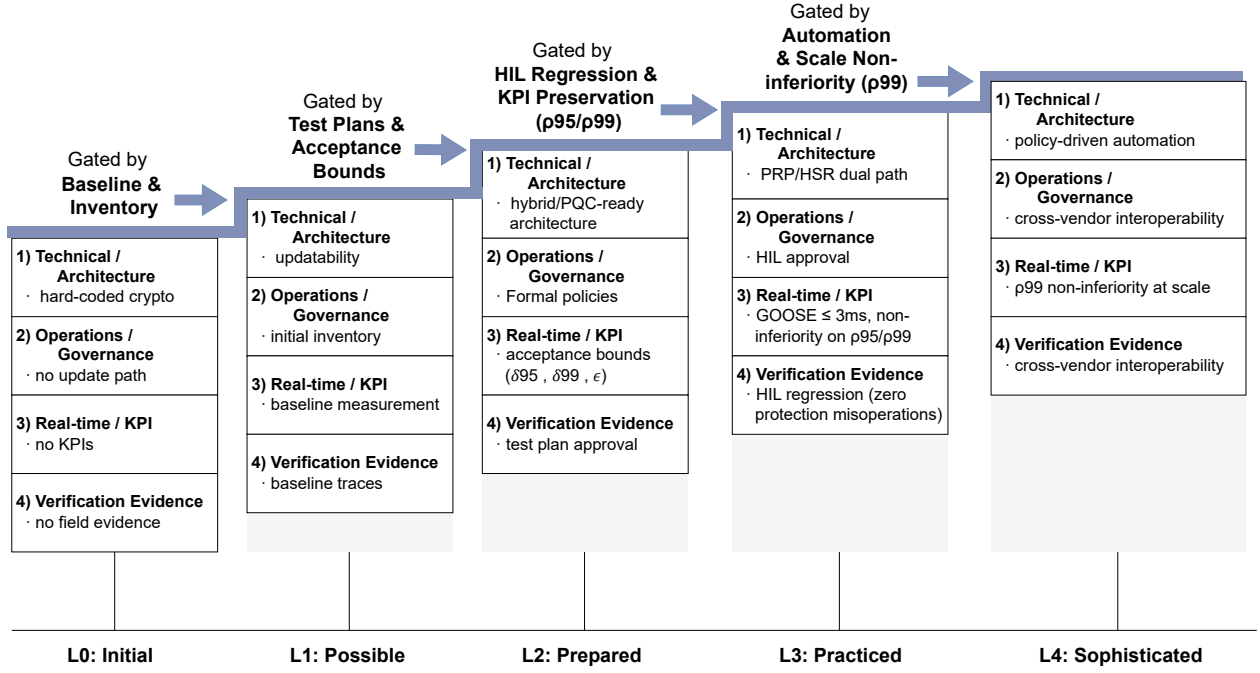 Gated by
Baseline &
Inventory
1) Technical /
Architecture
· hard-coded crypto
2) Operations /
Governance
· no update path
3) Real-time / KPI
· no KPIs
4) Verification Evidence
· no field evidence
L0: Initial
Gated by
Test Plans &
Acceptance
Bounds
1) Technical /
Architecture
· updatability
2) Operations /
Governance
· initial inventory
3) Real-time / KPI
· baseline measurement
4) Verification Evidence
· baseline traces
L1: Possible
Gated by
HIL Regression &
KPI Preservation
(ρ95/ρ99)
1) Technical /
Architecture
· hybrid/PQC-ready
architecture
2) Operations /
Governance
· Formal policies
3) Real-time / KPI
· acceptance bounds
(δ95 , δ99 , ϵ)
4) Verification Evidence
· test plan approval
L2: Prepared
Gated by
Automation
& Scale Non-
inferiority (ρ99)
1) Technical /
Architecture
· PRP/HSR dual path
2) Operations /
Governance
· HIL approval
3) Real-time / KPI
· GOOSE ≤ 3ms, non-
inferiority on ρ95/ρ99
4) Verification Evidence
· HIL regression (zero
protection misoperations)
L3: Practiced
1) Technical /
Architecture
· policy-driven automation
2) Operations /
Governance
· cross-vendor interoperability
3) Real-time / KPI
· ρ99 non-inferiority at scale
4) Verification Evidence
· cross-vendor interoperability
L4: Sophisticated